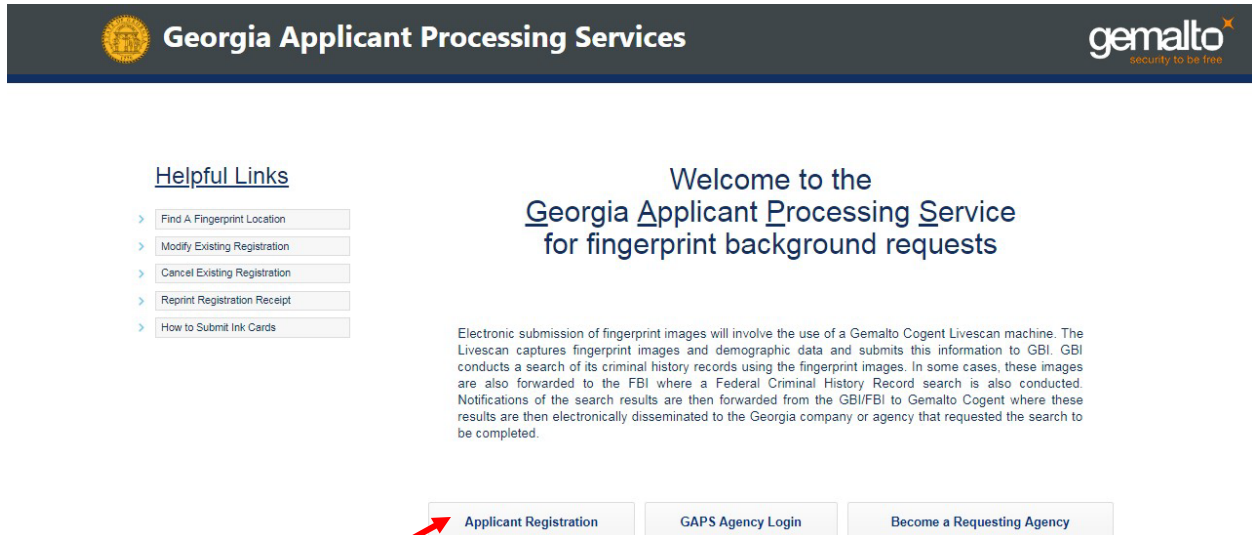 Georgia Applicant Processing Services
gemalto
security to be free
Helpful Links
Find A Fingerprint Location
Modify Existing Registration
Cancel Existing Registration
Reprint Registration Receipt
How to Submit Ink Cards
Welcome to the
Georgia Applicant Processing Service
for fingerprint background requests
Electronic submission of fingerprint images will involve the use of a Gemalto Cogent Livescan machine. The
Livescan captures fingerprint images and demographic data and submits this information to GBI. GBI
conducts a search of its criminal history records using the fingerprint images. In some cases, these images
are also forwarded to the FBI where a Federal Criminal History Record search is also conducted.
Notifications of the search results are then forwarded from the GBI/FBI to Gemalto Cogent where these
results are then electronically disseminated to the Georgia company or agency that requested the search to
be completed.
Applicant Registration
GAPS Agency Login
Become a Requesting Agency